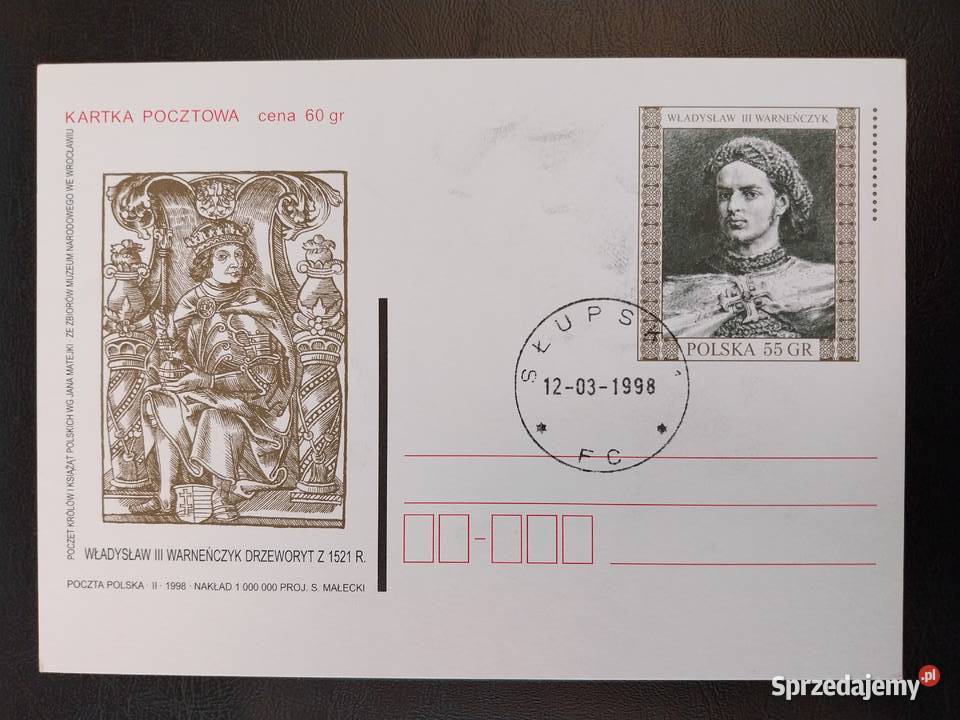 KARTKA POCZTOWA cena 60 gr
POCZET KRÓLÓW I KSIĄŻĄT POLSKICH WG JANA MATEJKI · ZE ZBIORÓW MUZEUM NARODOWEGO WE WROCŁAWIU
WŁADYSŁAW III WARNEŃCZYK DRZEWORYT Z 1521 R.
POCZTA POLSKA · II · 1998 · NAKŁAD 1 000 000 PROJ. S. MAŁECKI
WŁADYSŁAW III WARNEŃCZYK
POLSKA 55 GR
SŁUPSK 1
12-03-1998
* FC *
Sprzedajemy.pl